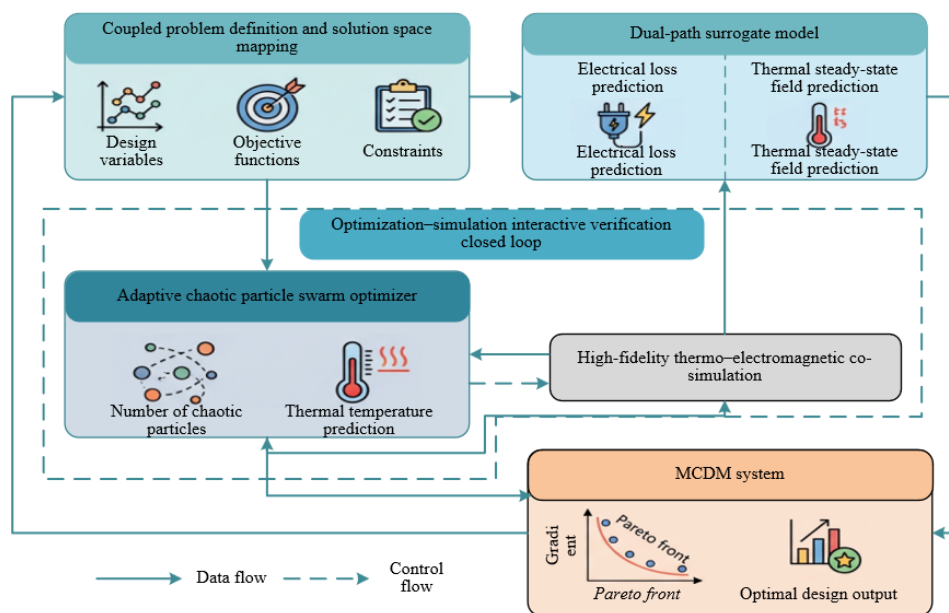 Coupled problem definition and solution space
mapping
Design
variables
Objective
functions
Constraints
Dual-path surrogate model
Electrical loss
prediction
Thermal steady-state
field prediction
Electrical loss
prediction
Thermal steady-state
field prediction
Optimization–simulation interactive verification
closed loop
Adaptive chaotic particle swarm optimizer
Number of chaotic
particles
Thermal temperature
prediction
High-fidelity thermo–electromagnetic co-
simulation
MCDM system
Gradi
ent
Pareto front
Pareto front
Optimal design output
Data flow
Control
flow